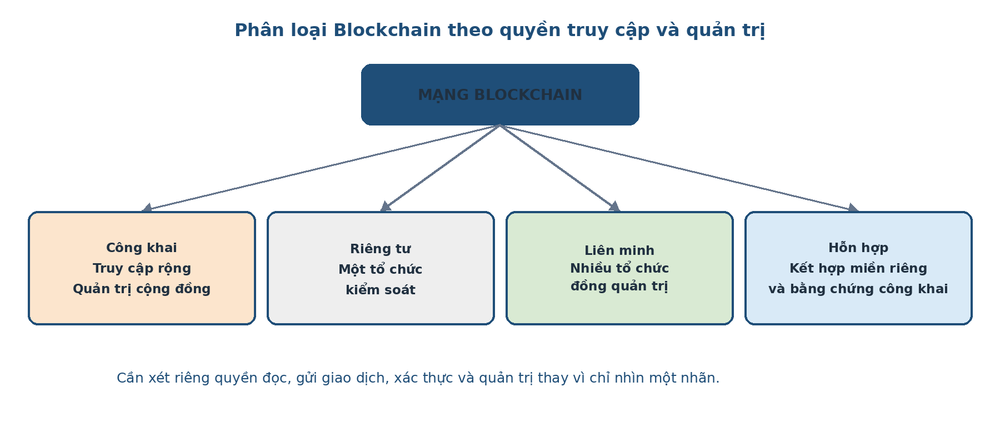 Phân loại Blockchain theo quyền truy cập và quản trị
MẠNG BLOCKCHAIN
Công khai
Truy cập rộng
Quản trị cộng đồng
Riêng tư
Một tổ chức
kiểm soát
Liên minh
Nhiều tổ chức
đồng quản trị
Hỗn hợp
Kết hợp miền riêng
và bằng chứng công khai
Cần xét riêng quyền đọc, gửi giao dịch, xác thực và quản trị thay vì chỉ nhìn một nhãn.